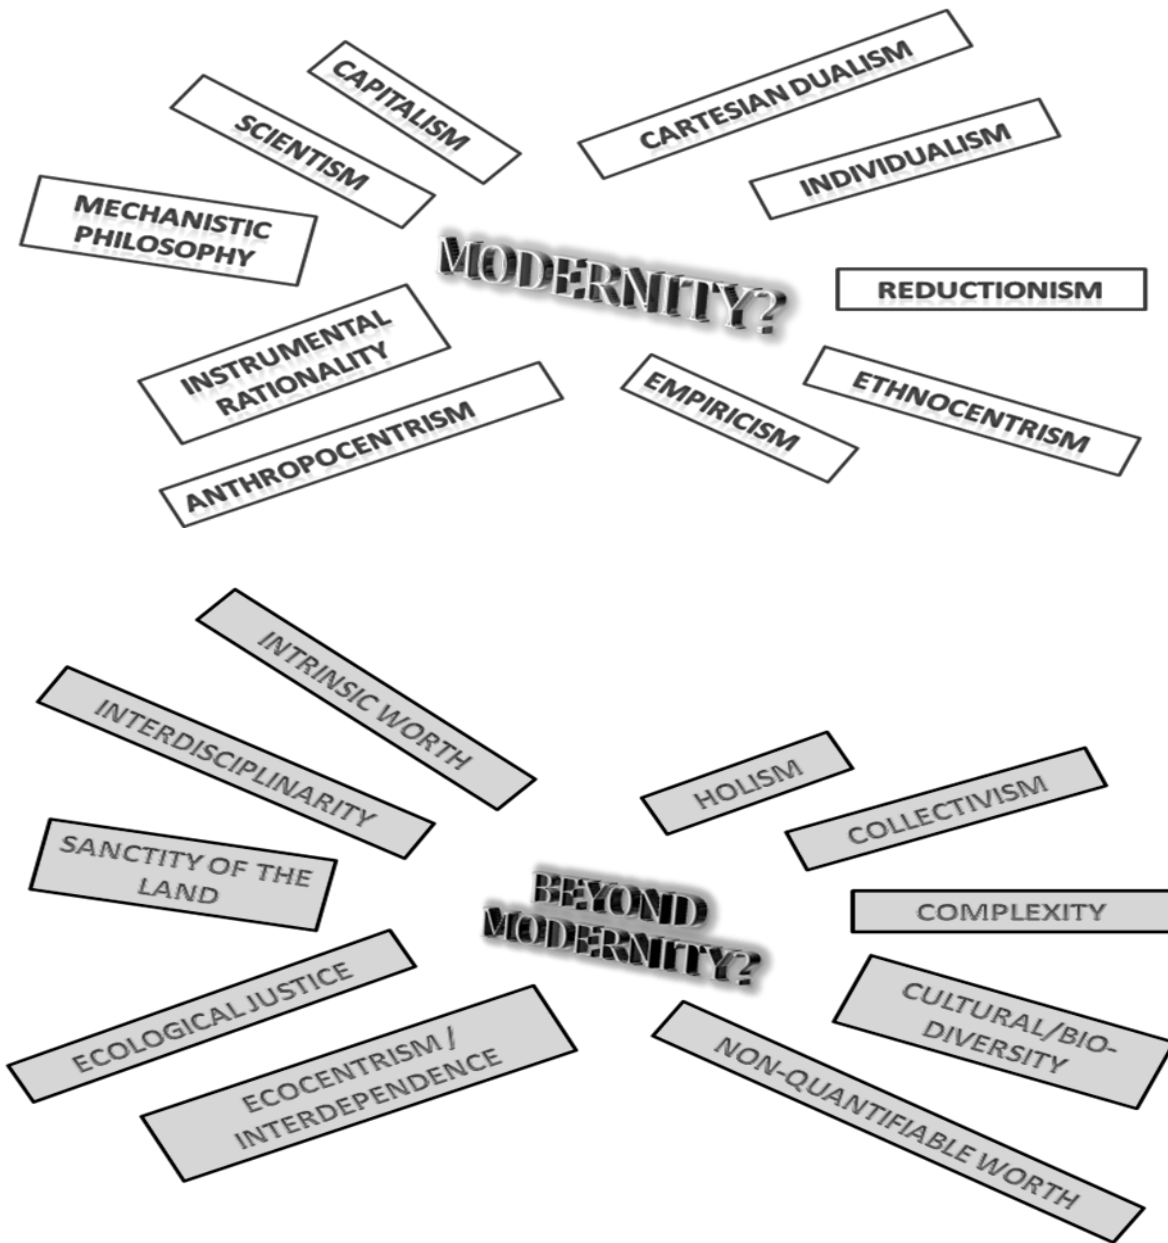 CAPITALISM
CARTESIAN DUALISM
SCIENTISM
INDIVIDUALISM
MECHANISTIC
PHILOSOPHY
MODERNITY?
REDUCTIONISM
INSTRUMENTAL
RATIONALITY
EMPIRICISM
ETHNOCENTRISM
ANTHROPOCENTRISM
INTRINSIC WORTH
INTERDISCIPLINARITY
HOLISM
COLLECTIVISM
SANCTITY OF THE
LAND
BEYOND
MODERNITY?
COMPLEXITY
ECOLOGICAL JUSTICE
CULTURAL/BIO-
DIVERSITY
ECOCENTRISM /
INTERDEPENDENCE
NON-QUANTIFIABLE WORTH